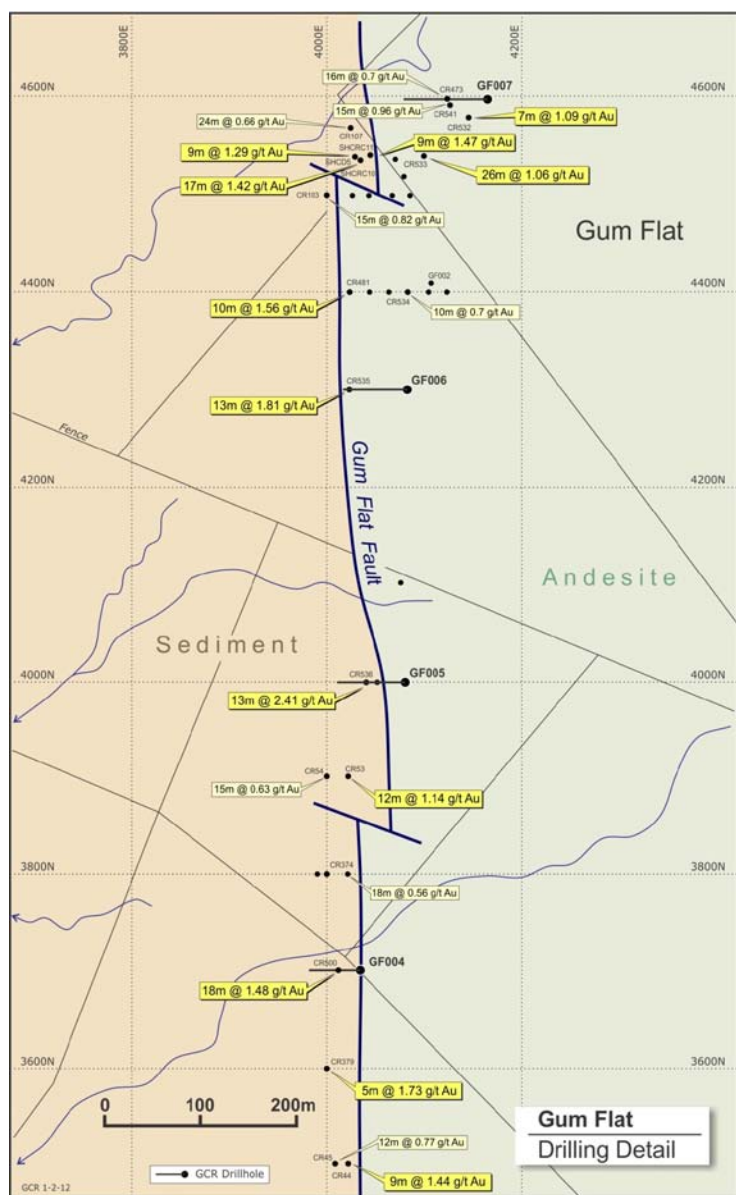 3800E
4000E
4200E
16m @ 0.7 g/t Au
CR473
GF007
4600N
4600N
15m @ 0.96 g/t Au
CR541
7m @ 1.09 g/t Au
24m @ 0.66 g/t Au
CR532
CR107
9m @ 1.29 g/t Au
SHCRC11
9m @ 1.47 g/t Au
SHCD5
CR533
17m @ 1.42 g/t Au
SHCRC10
26m @ 1.06 g/t Au
CR103
15m @ 0.82 g/t Au
Gum Flat
GF002
4400N
CR481
4400N
10m @ 1.56 g/t Au
CR534
10m @ 0.7 g/t Au
CR535
GF006
13m @ 1.81 g/t Au
Fence
Gum Flat Fault
4200N
4200N
Andesite
Sediment
4000N
CR536
GF005
4000N
13m @ 2.41 g/t Au
CR54
CR53
15m @ 0.63 g/t Au
12m @ 1.14 g/t Au
3800N
CR374
3800N
18m @ 0.56 g/t Au
CR500
GF004
18m @ 1.48 g/t Au
3600N
CR379
3600N
5m @ 1.73 g/t Au
0 100 200m
Gum Flat
Drilling Detail
12m @ 0.77 g/t Au
CR45
GCR Drillhole
CR44
9m @ 1.44 g/t Au
GCR 1-2-12